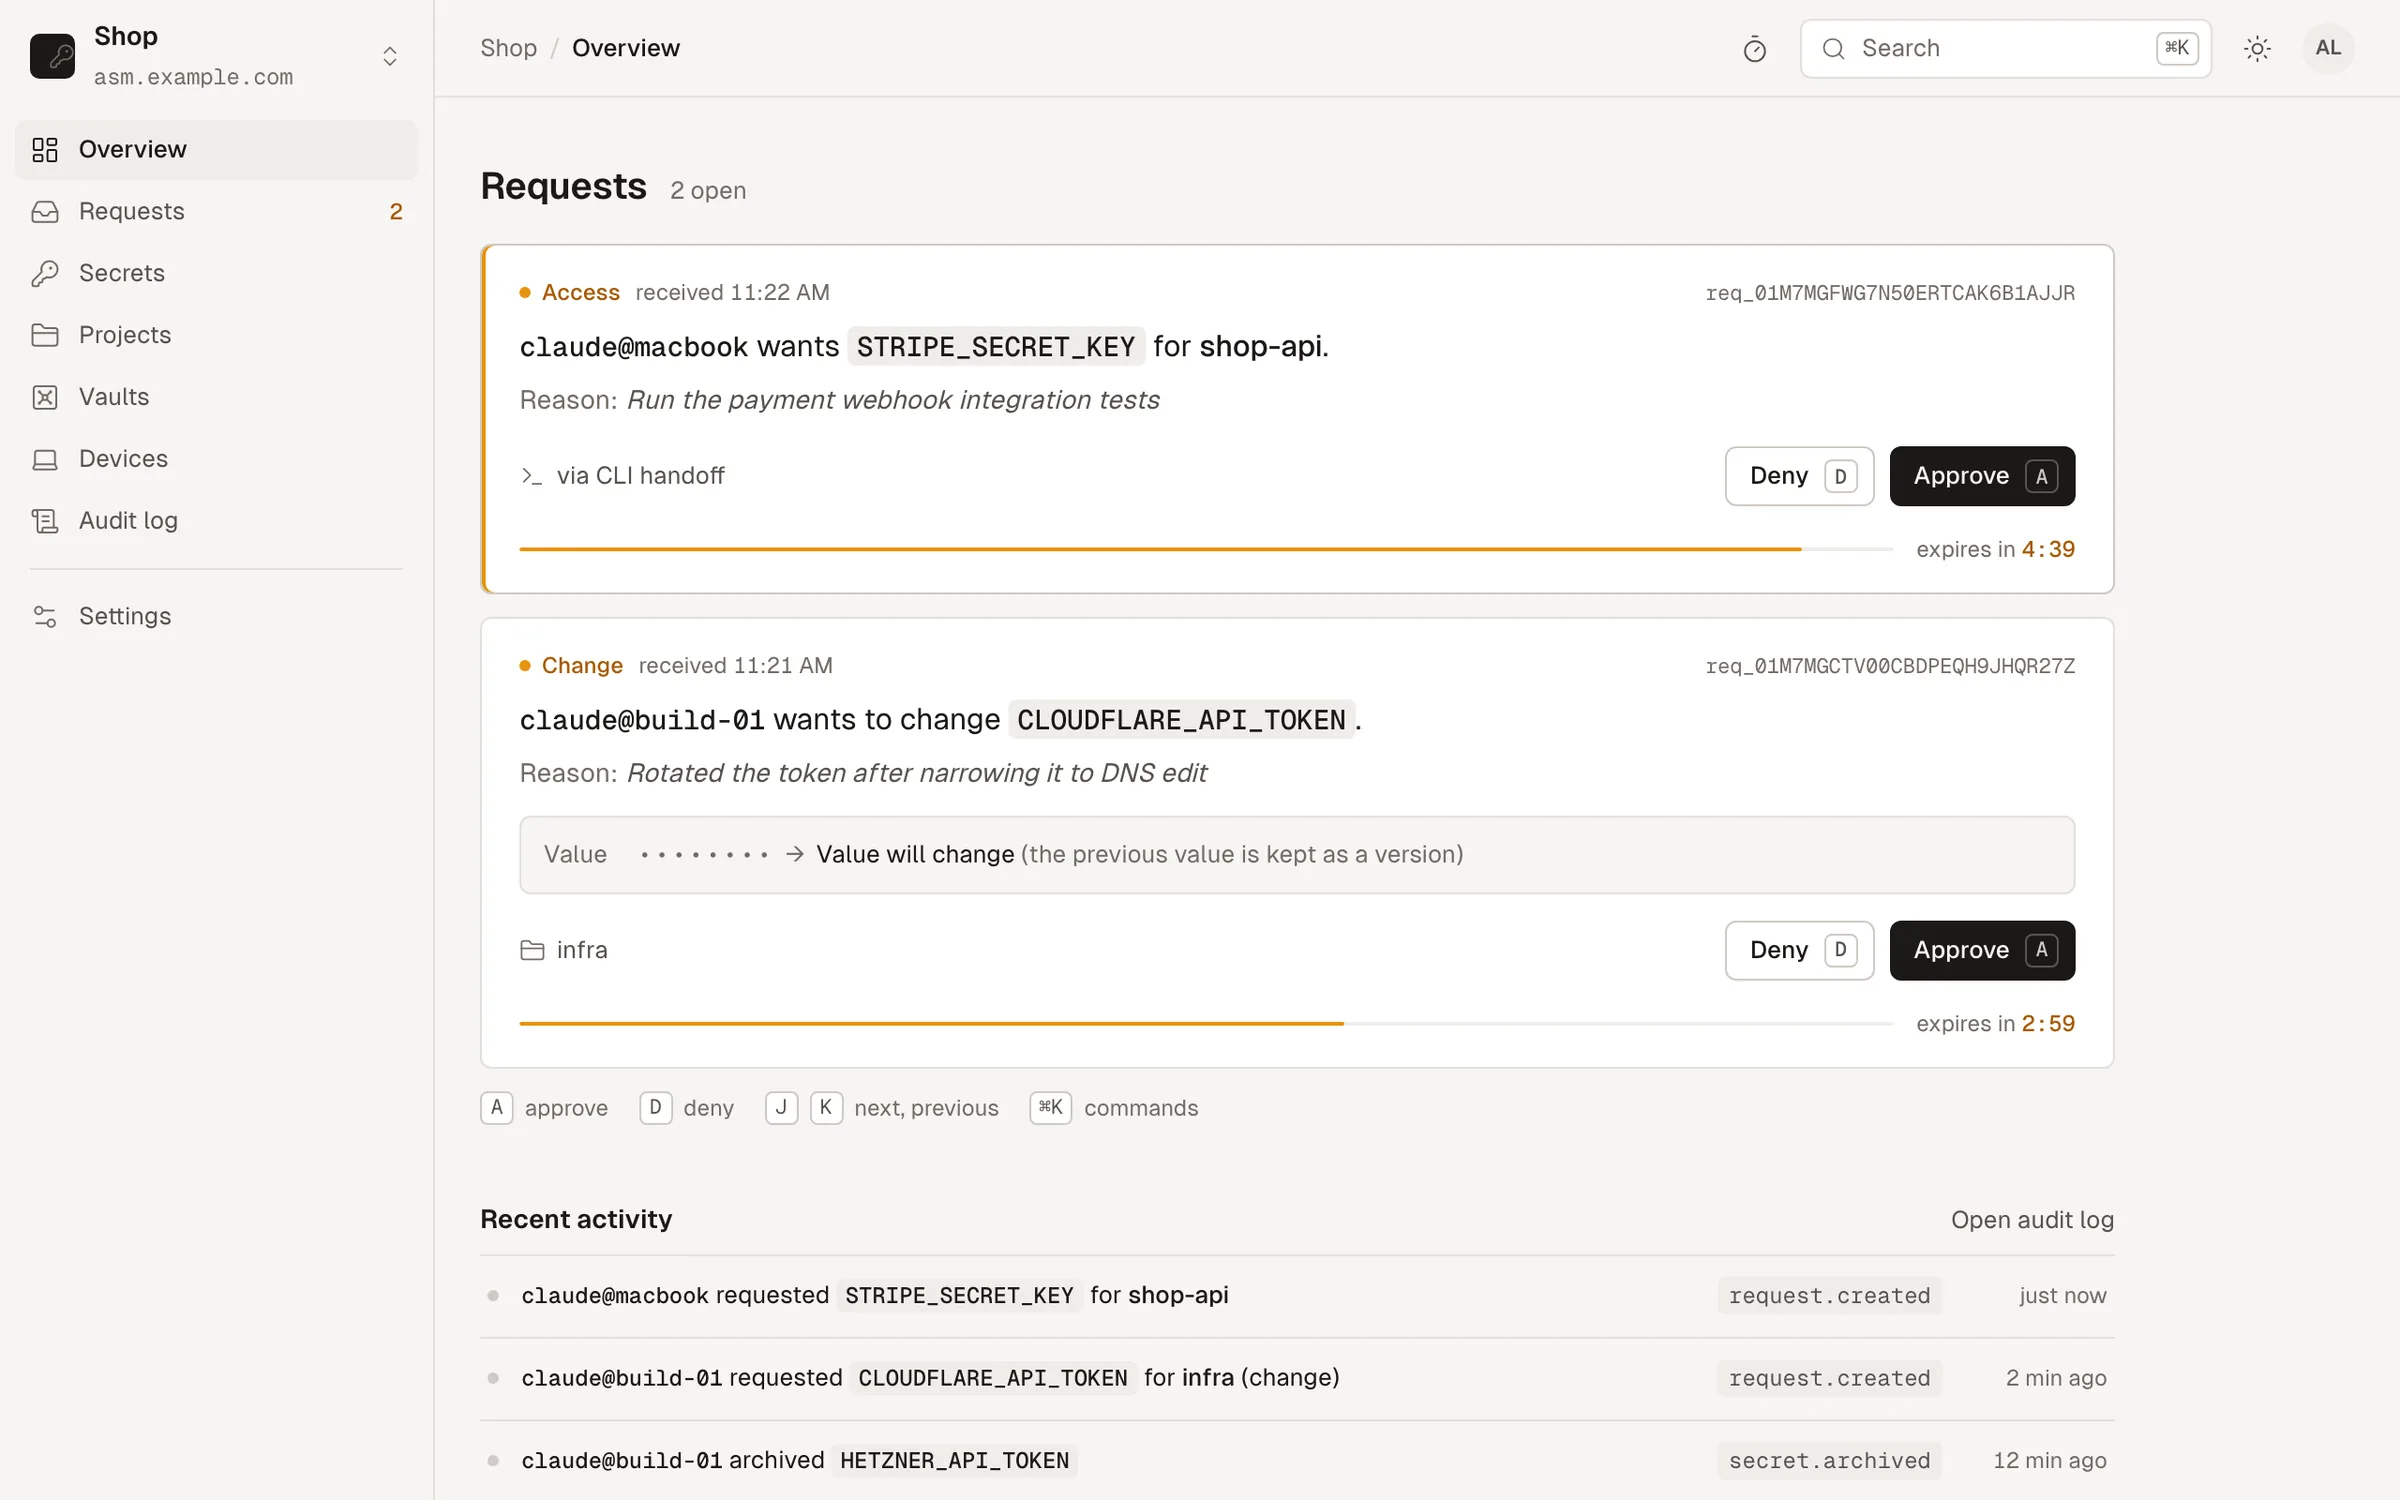 Shop
asm.example.com
Overview
Requests 2
Secrets
Projects
Vaults
Devices
Audit log
Settings
Shop / Overview
Search ⌘K
AL
Requests 2 open
Access received 11:22 AM req_01M7MGFWG7N50ERTCAK6B1AJJR
claude@macbook wants STRIPE_SECRET_KEY for shop-api.
Reason: Run the payment webhook integration tests
>_ via CLI handoff Deny D Approve A
expires in 4:39
Change received 11:21 AM req_01M7MGCTV00CBDPEQH9JHQR27Z
claude@build-01 wants to change CLOUDFLARE_API_TOKEN.
Reason: Rotated the token after narrowing it to DNS edit
Value •••••••• → Value will change (the previous value is kept as a version)
infra Deny D Approve A
expires in 2:59
A approve D deny J K next, previous ⌘K commands
Recent activity Open audit log
claude@macbook requested STRIPE_SECRET_KEY for shop-api request.created just now
claude@build-01 requested CLOUDFLARE_API_TOKEN for infra (change) request.created 2 min ago
claude@build-01 archived HETZNER_API_TOKEN secret.archived 12 min ago